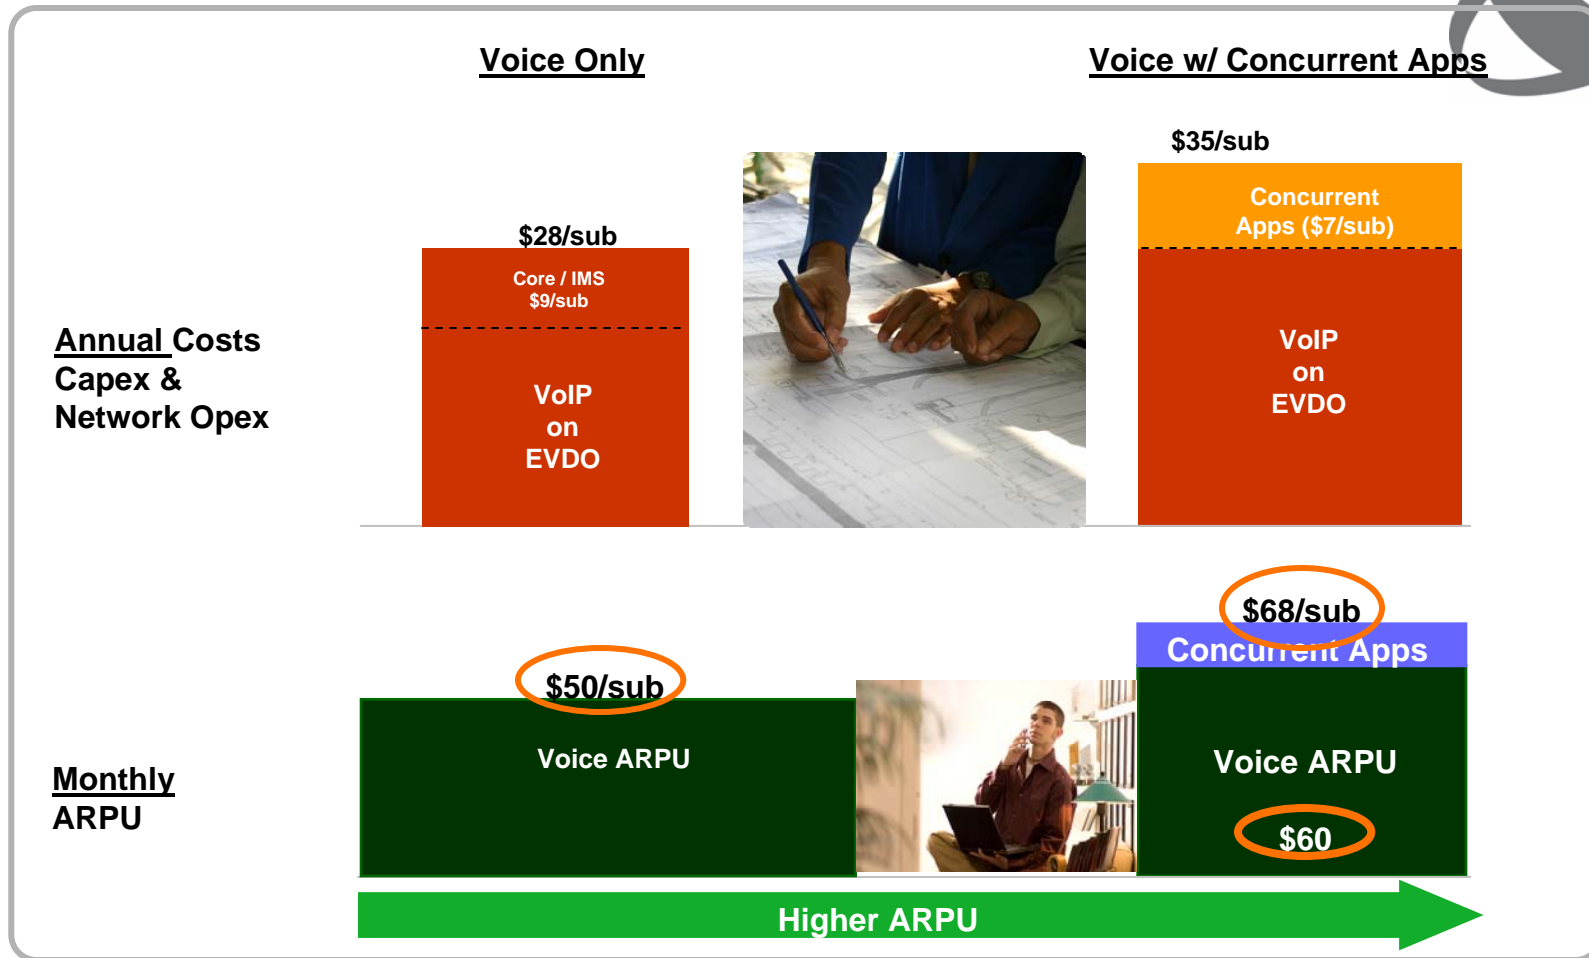 Voice Only
Voice w/ Concurrent Apps
$35/sub
Concurrent
Apps ($7/sub)
$28/sub
Core / IMS
$9/sub
Annual Costs
Capex &
Network Opex
VoIP
on
EVDO
VoIP
on
EVDO
$68/sub
Concurrent Apps
$50/sub
Voice ARPU
Voice ARPU
$60
Monthly
ARPU
Higher ARPU